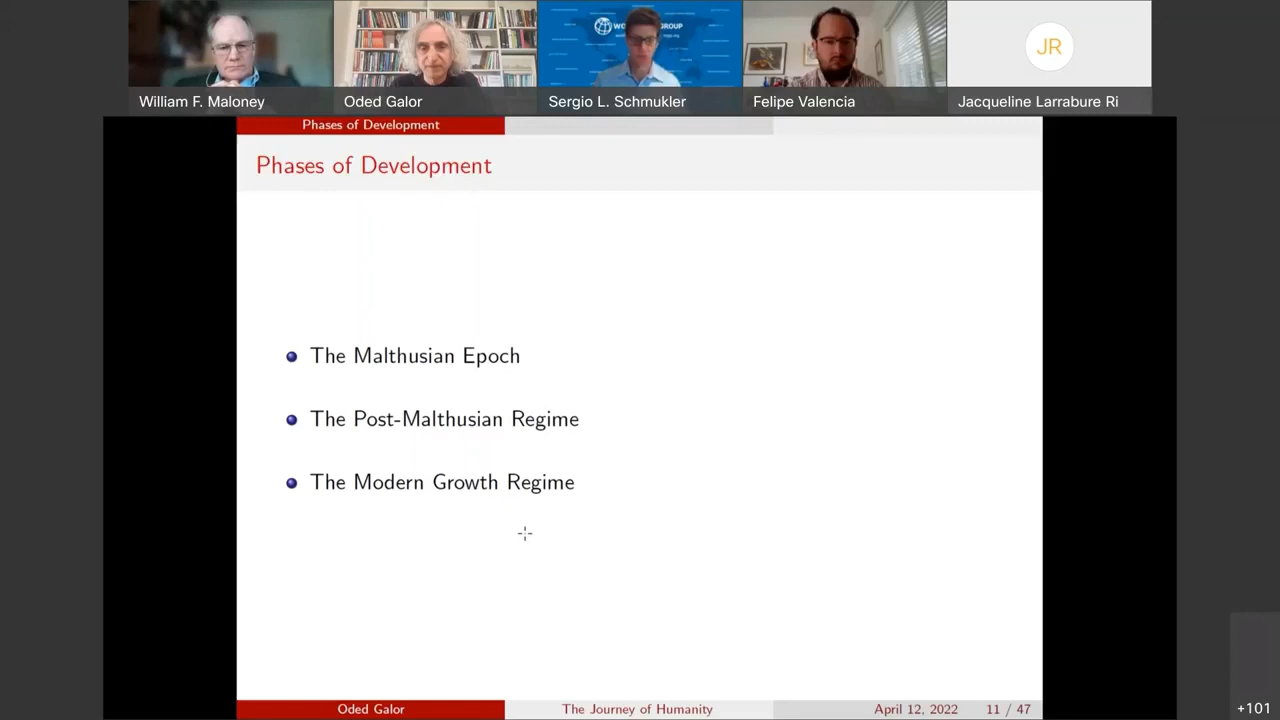 William F. Maloney
Oded Galor
Sergio L. Schmukler
Felipe Valencia
JR
Jacqueline Larrabure Ri
Phases of Development
Phases of Development
The Malthusian Epoch
The Post-Malthusian Regime
The Modern Growth Regime
Oded Galor
The Journey of Humanity
April 12, 2022
11 / 47
+101